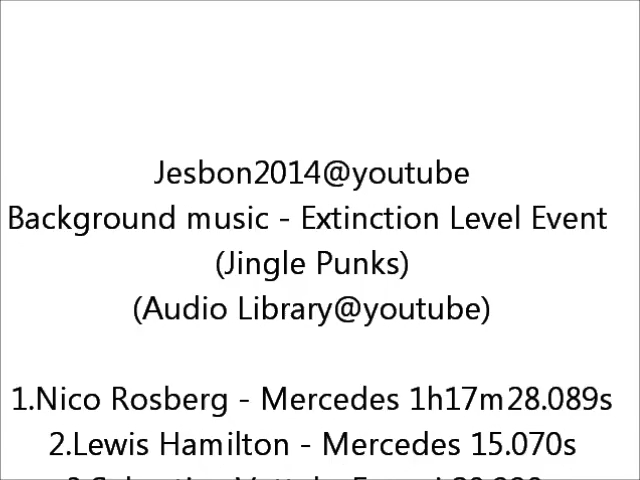 Jesbon2014@youtube
Background music - Extinction Level Event
(Jingle Punks)
(Audio Library@youtube)
1.Nico Rosberg - Mercedes 1h17m28.089s
2.Lewis Hamilton - Mercedes 15.070s